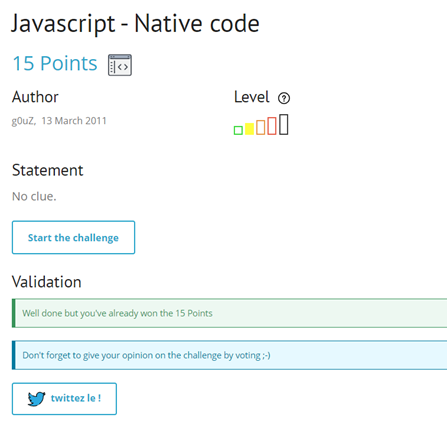 Javascript - Native code
15 Points
Author
Level ?
g0uZ, 13 March 2011
Statement
No clue.
Start the challenge
Validation
Well done but you've already won the 15 Points
Don't forget to give your opinion on the challenge by voting ;-)
twittez le !